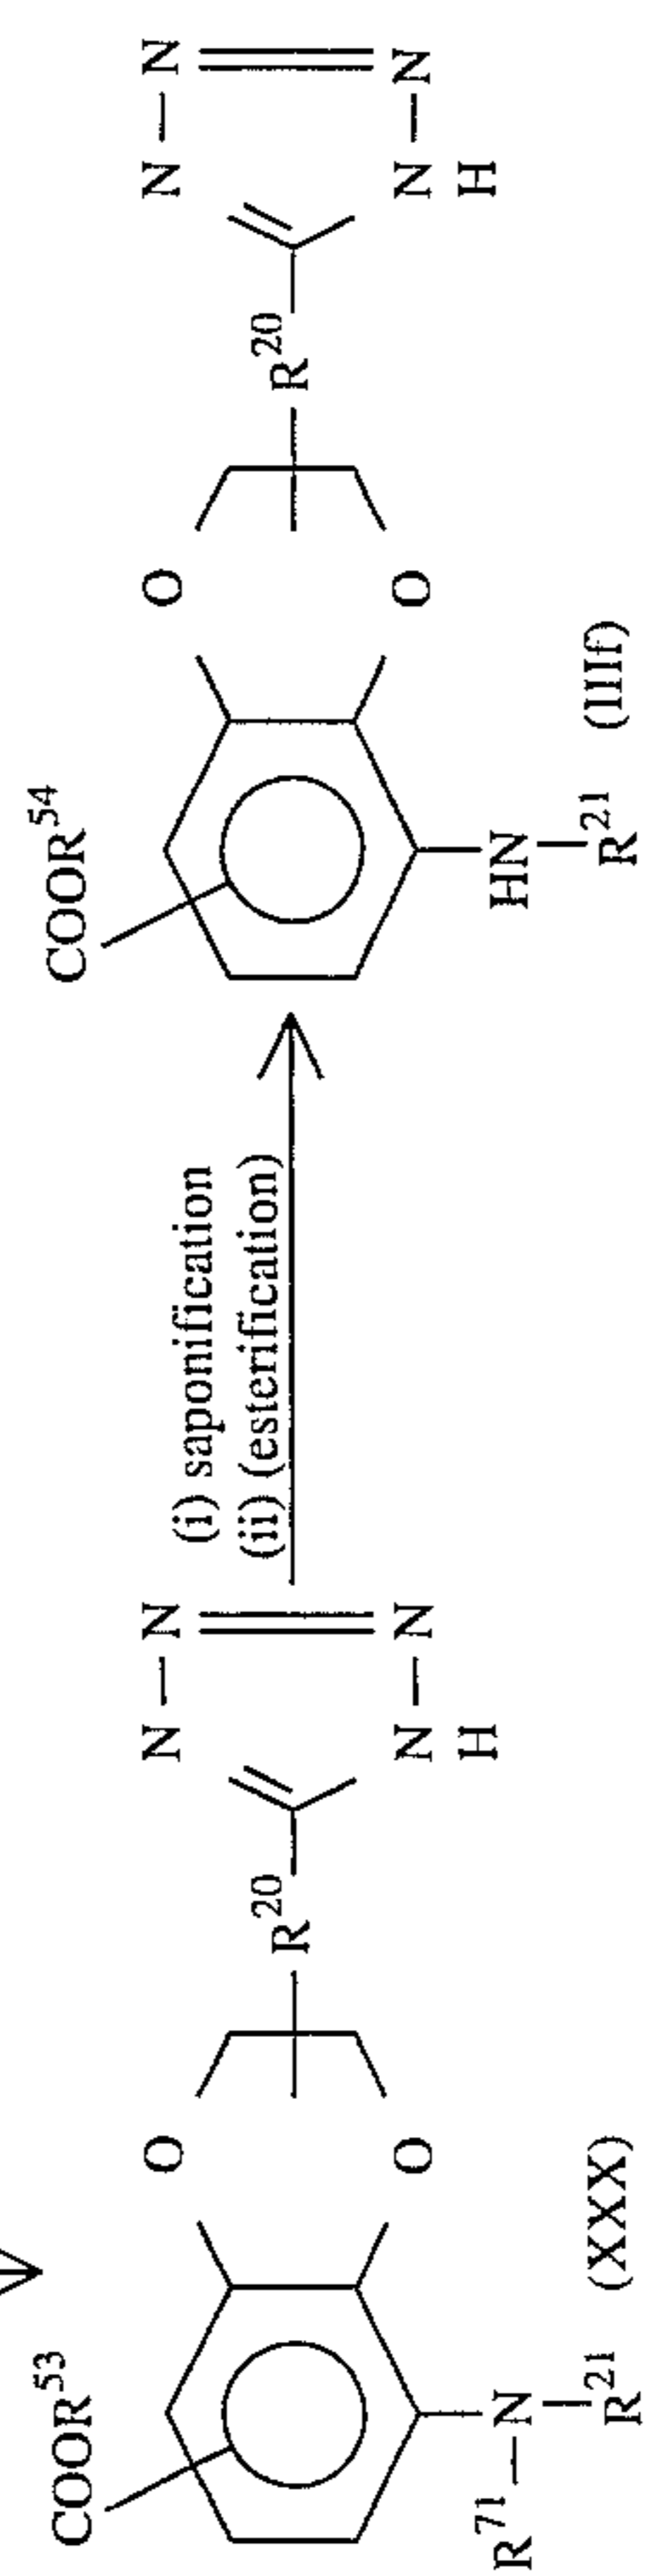 COOR53
O
O
R20
N — N
N — N
H
R71 — N
R21
(XXX)
(i) saponification
(ii) (esterification)
COOR54
O
O
R20
N — N
N — N
H
HN
R21
(IIIf)